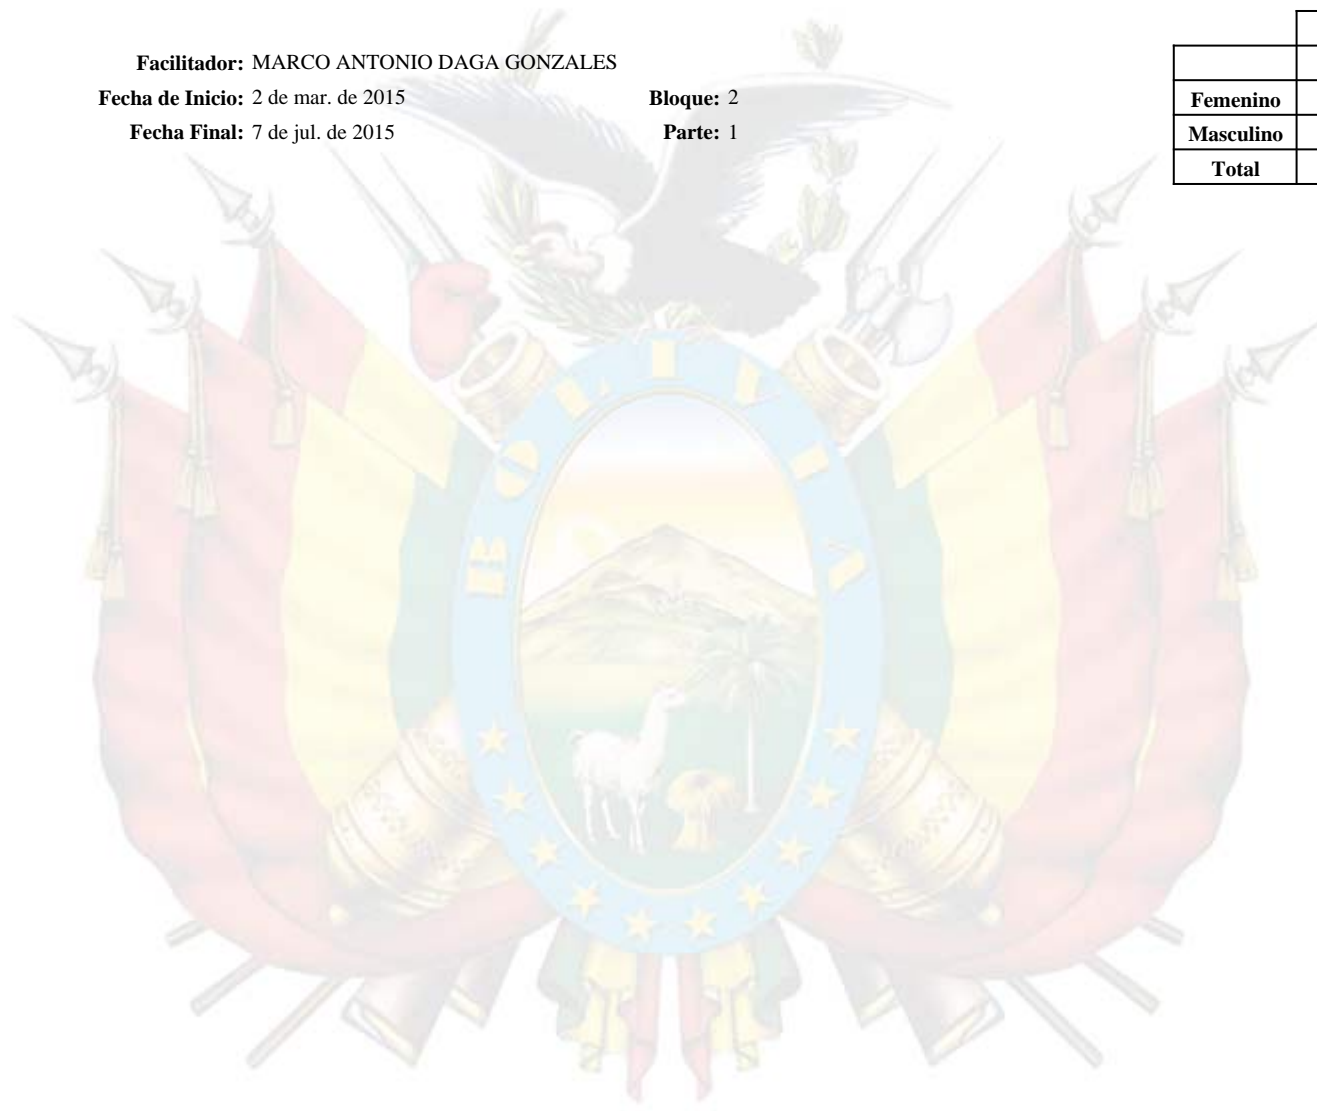 Facilitador: MARCO ANTONIO DAGA GONZALES
Fecha de Inicio: 2 de mar. de 2015 Bloque: 2
Fecha Final: 7 de jul. de 2015 Parte: 1
Femenino
Masculino
Total
BOLIVIA